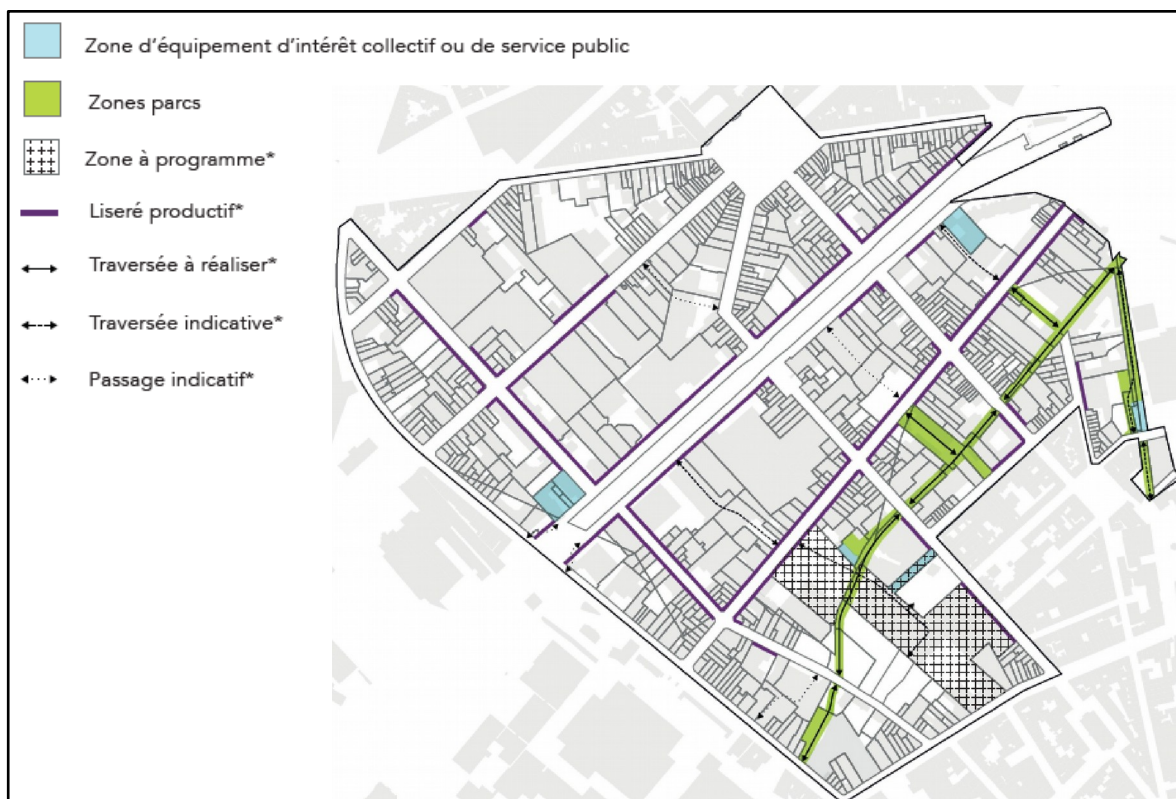 Zone d'équipement d'intérêt collectif ou de service public
Zones parcs
Zone à programme*
Liseré productif*
Traversée à réaliser*
Traversée indicative*
Passage indicatif*